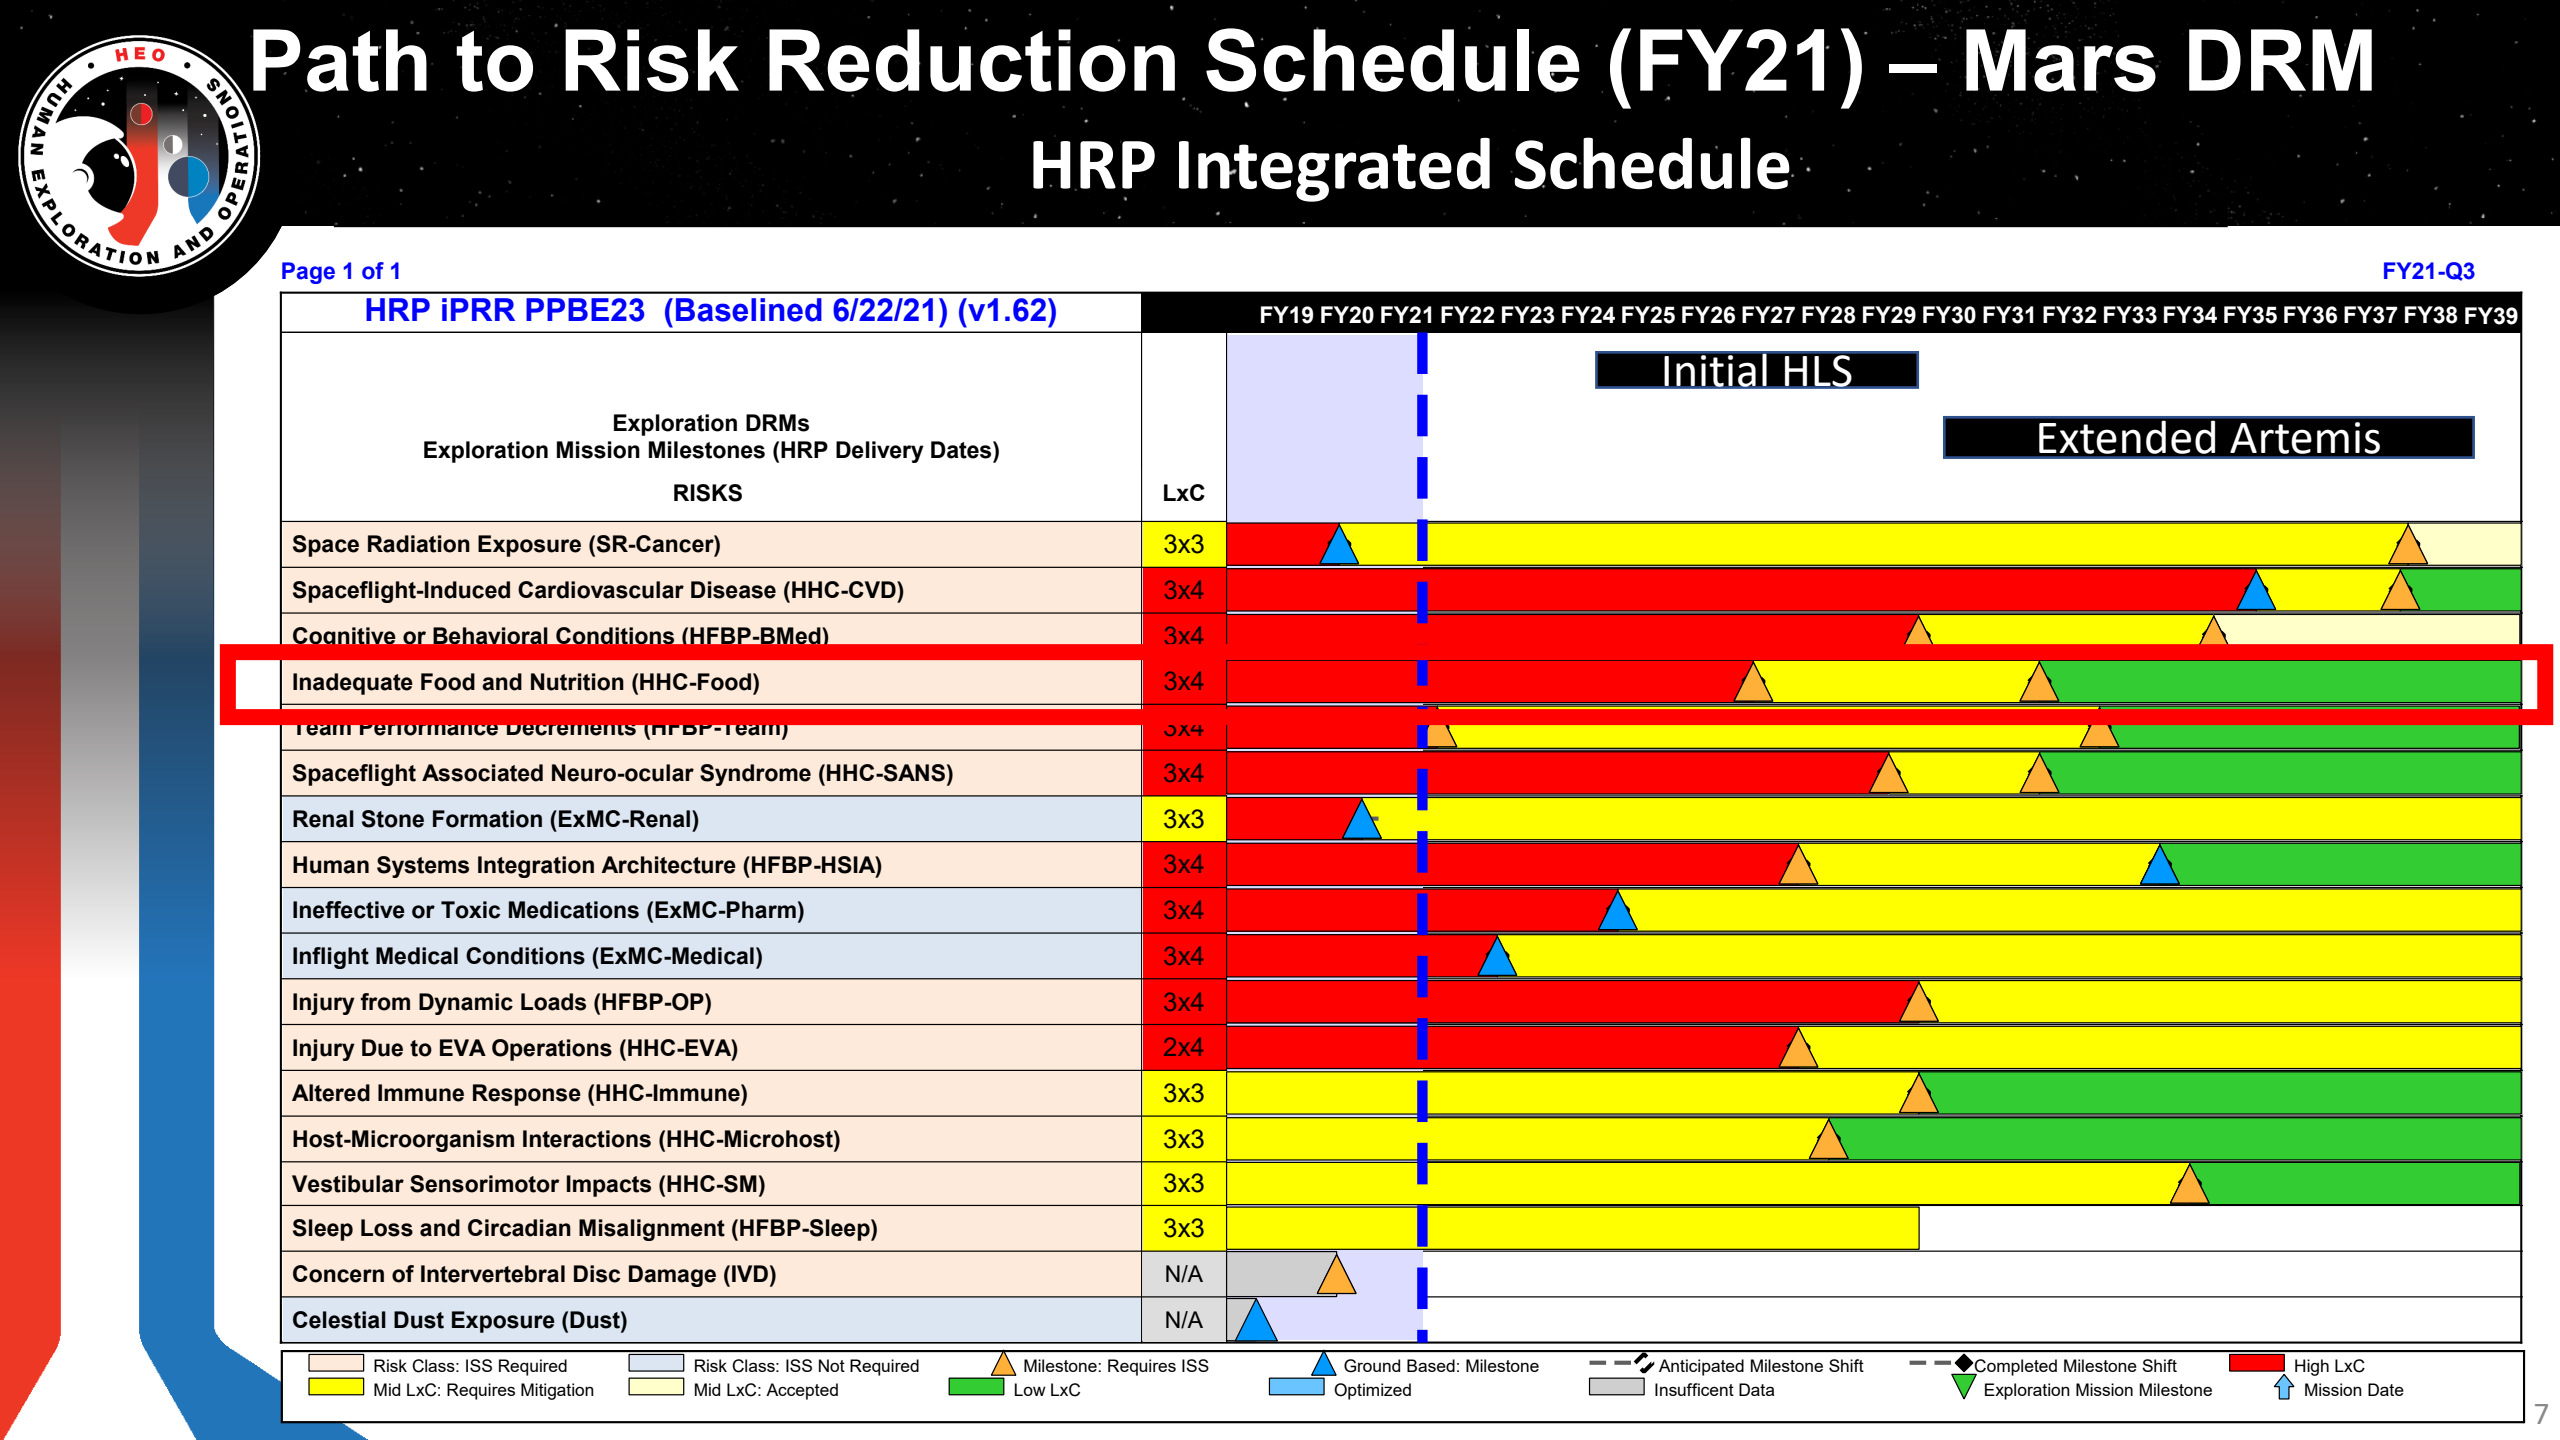 HEO
HUMAN EXPLORATION AND OPERATIONS
Path to Risk Reduction Schedule (FY21) – Mars DRM
HRP Integrated Schedule
Page 1 of 1
FY21-Q3
HRP iPRR PPBE23 (Baselined 6/22/21) (v1.62)
FY19 FY20 FY21 FY22 FY23 FY24 FY25 FY26 FY27 FY28 FY29 FY30 FY31 FY32 FY33 FY34 FY35 FY36 FY37 FY38 FY39
Initial HLS
Extended Artemis
Exploration DRMs
Exploration Mission Milestones (HRP Delivery Dates)
RISKS LxC
Space Radiation Exposure (SR-Cancer) 3x3
Spaceflight-Induced Cardiovascular Disease (HHC-CVD) 3x4
Cognitive or Behavioral Conditions (HFBP-BMed) 3x4
Inadequate Food and Nutrition (HHC-Food) 3x4
Team Performance Decrements (HFBP-Team) 3x4
Spaceflight Associated Neuro-ocular Syndrome (HHC-SANS) 3x4
Renal Stone Formation (ExMC-Renal) 3x3
Human Systems Integration Architecture (HFBP-HSIA) 3x4
Ineffective or Toxic Medications (ExMC-Pharm) 3x4
Inflight Medical Conditions (ExMC-Medical) 3x4
Injury from Dynamic Loads (HFBP-OP) 3x4
Injury Due to EVA Operations (HHC-EVA) 2x4
Altered Immune Response (HHC-Immune) 3x3
Host-Microorganism Interactions (HHC-Microhost) 3x3
Vestibular Sensorimotor Impacts (HHC-SM) 3x3
Sleep Loss and Circadian Misalignment (HFBP-Sleep) 3x3
Concern of Intervertebral Disc Damage (IVD) N/A
Celestial Dust Exposure (Dust) N/A
Risk Class: ISS Required Risk Class: ISS Not Required Milestone: Requires ISS Ground Based: Milestone Anticipated Milestone Shift Completed Milestone Shift High LxC
Mid LxC: Requires Mitigation Mid LxC: Accepted Low LxC Optimized Insufficent Data Exploration Mission Milestone Mission Date
7